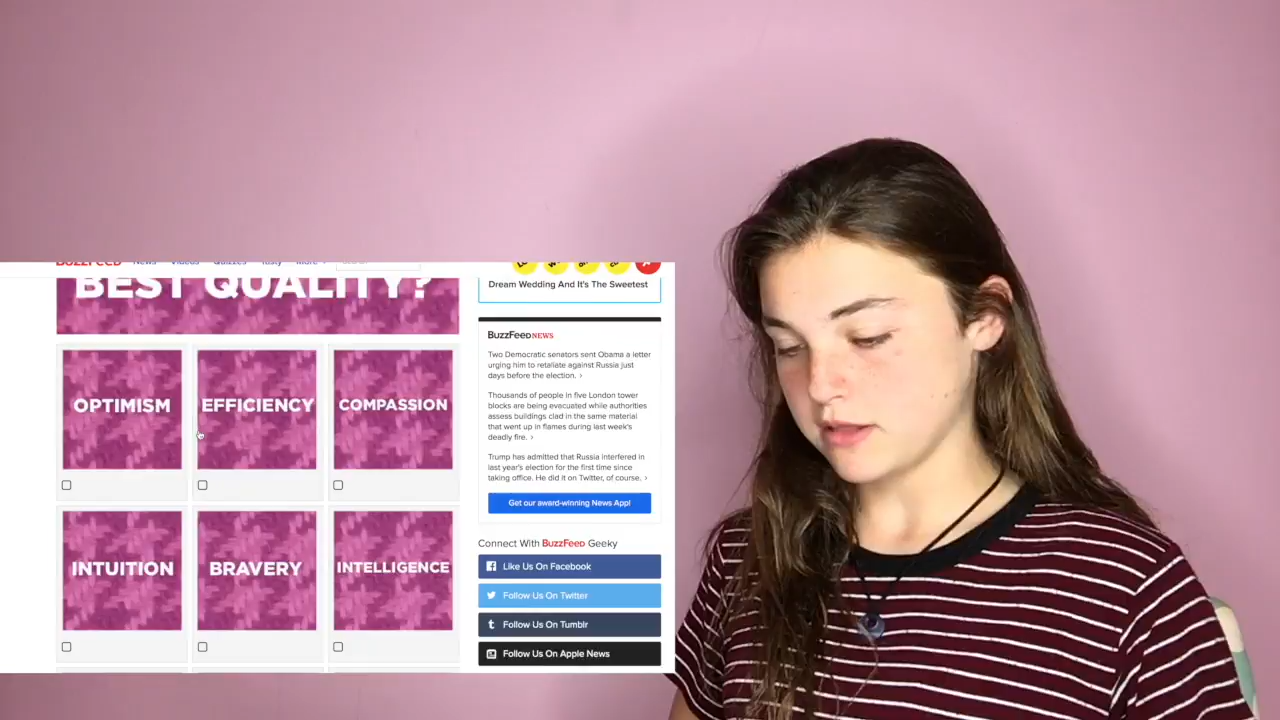 BUZZFEED News Videos Quizzes Tasty More
BEST QUALITY?
OPTIMISM
EFFICIENCY
COMPASSION
INTUITION
BRAVERY
INTELLIGENCE
Dream Wedding And It's The Sweetest
BuzzFeedNEWS
Two Democratic senators sent Obama a letter
urging him to retaliate against Russia just
days before the election. ›
Thousands of people in five London tower
blocks are being evacuated while authorities
assess buildings clad in the same material
that went up in flames during last week's
deadly fire. ›
Trump has admitted that Russia interfered in
last year's election for the first time since
taking office. He did it on Twitter, of course. ›
Get our award-winning News App!
Connect With BuzzFeed Geeky
Like Us On Facebook
Follow Us On Twitter
Follow Us On Tumblr
Follow Us On Apple News